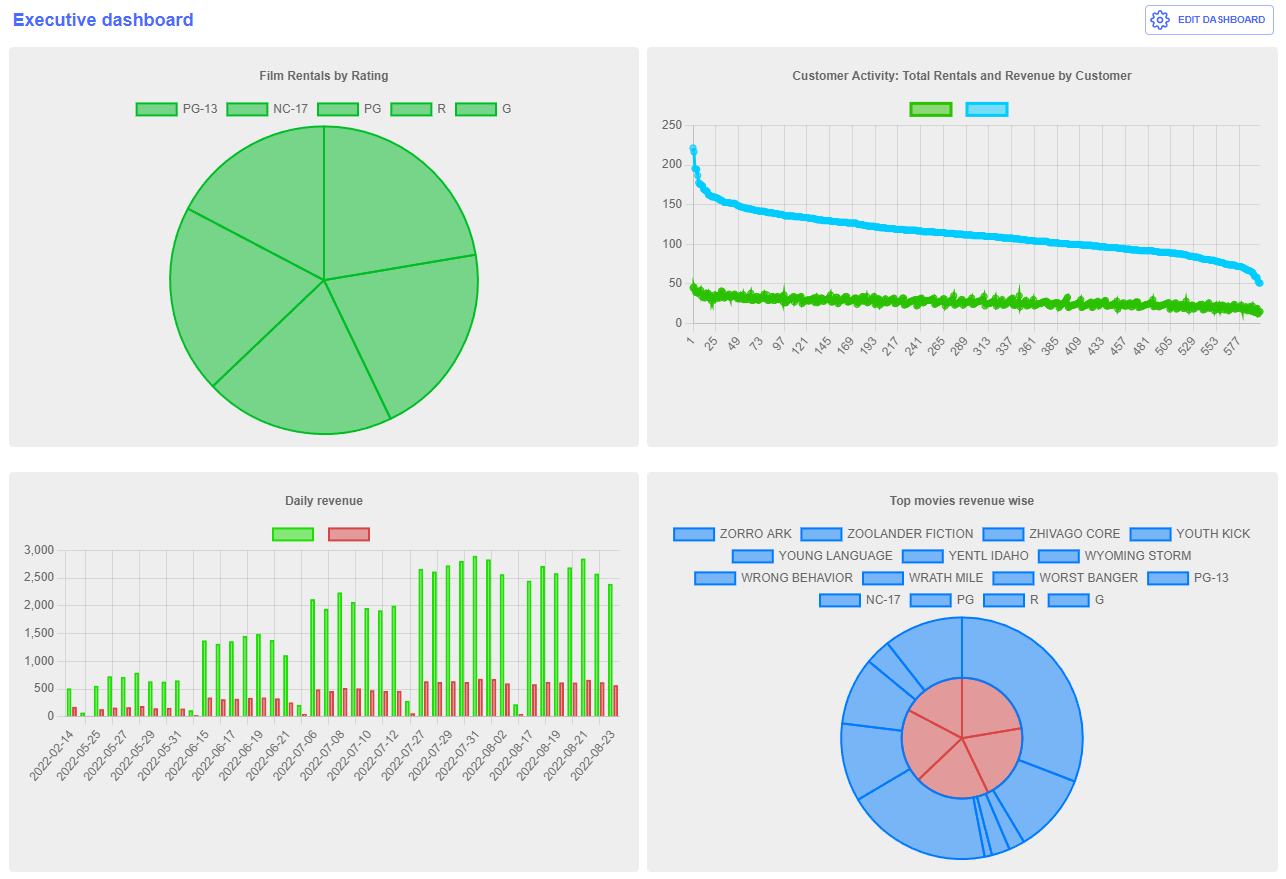 Executive dashboard
EDIT DASHBOARD
Film Rentals by Rating
PG-13 NC-17 PG R G
Customer Activity: Total Rentals and Revenue by Customer
250
200
150
100
50
0
1 25 49 73 97 121 145 169 193 217 241 265 289 313 337 361 385 409 433 457 481 505 529 553 577
Daily revenue
3,000
2,500
2,000
1,500
1,000
500
0
2022-02-14 2022-05-25 2022-05-27 2022-05-29 2022-05-31 2022-06-15 2022-06-17 2022-06-19 2022-06-21 2022-07-06 2022-07-08 2022-07-10 2022-07-12 2022-07-27 2022-07-29 2022-07-31 2022-08-02 2022-08-17 2022-08-19 2022-08-21 2022-08-23
Top movies revenue wise
ZORRO ARK ZOOLANDER FICTION ZHIVAGO CORE YOUTH KICK
YOUNG LANGUAGE YENTL IDAHO WYOMING STORM
WRONG BEHAVIOR WRATH MILE WORST BANGER PG-13
NC-17 PG R G